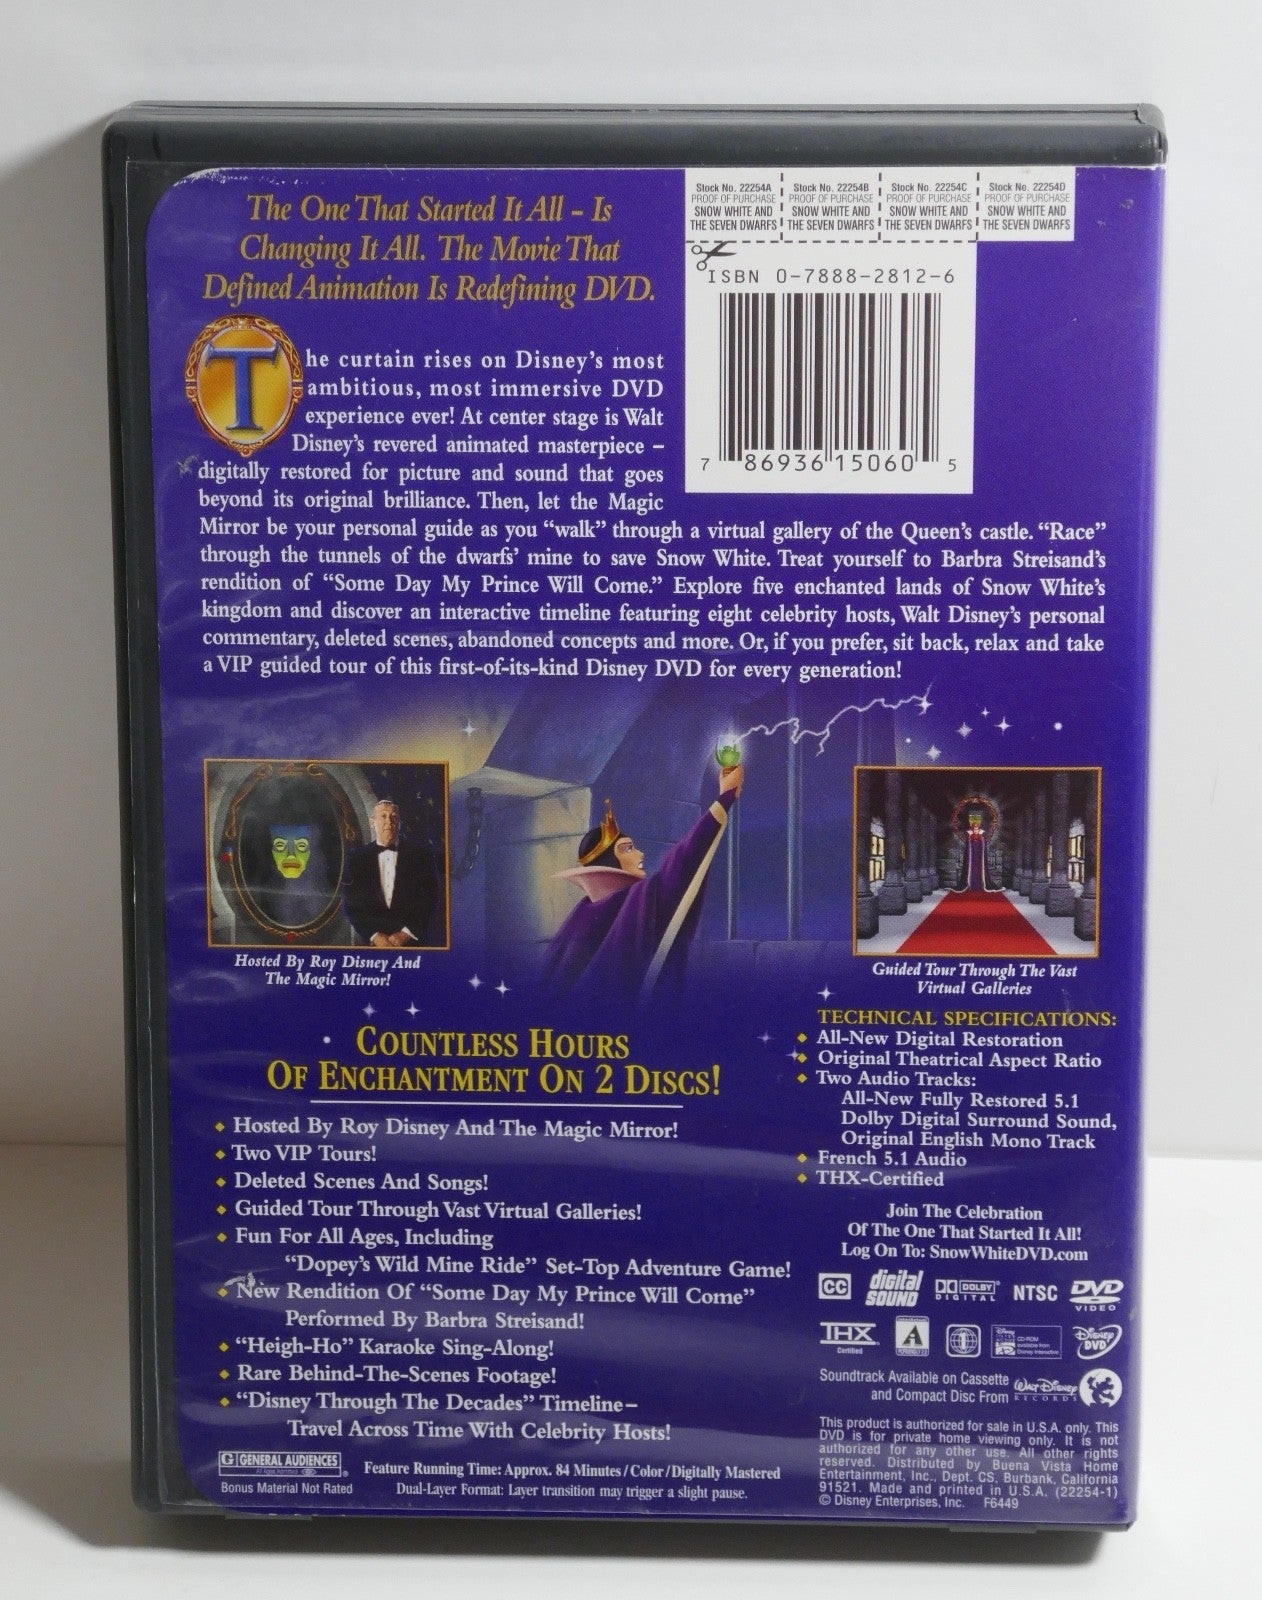 The One That Started It All – Is
Changing It All. The Movie That
Defined Animation Is Redefining DVD.
Stock No. 22254A
PROOF OF PURCHASE
SNOW WHITE AND
THE SEVEN DWARFS
Stock No. 22254B
PROOF OF PURCHASE
SNOW WHITE AND
THE SEVEN DWARFS
Stock No. 22254C
PROOF OF PURCHASE
SNOW WHITE AND
THE SEVEN DWARFS
Stock No. 22254D
PROOF OF PURCHASE
SNOW WHITE AND
THE SEVEN DWARFS
ISBN 0-7888-2812-6
7 86936 15060 5
The curtain rises on Disney's most
ambitious, most immersive DVD
experience ever! At center stage is Walt
Disney's revered animated masterpiece –
digitally restored for picture and sound that goes
beyond its original brilliance. Then, let the Magic
Mirror be your personal guide as you “walk” through a virtual gallery of the Queen's castle. “Race”
through the tunnels of the dwarfs' mine to save Snow White. Treat yourself to Barbra Streisand's
rendition of “Some Day My Prince Will Come.” Explore five enchanted lands of Snow White's
kingdom and discover an interactive timeline featuring eight celebrity hosts, Walt Disney's personal
commentary, deleted scenes, abandoned concepts and more. Or, if you prefer, sit back, relax and take
a VIP guided tour of this first-of-its-kind Disney DVD for every generation!
Hosted By Roy Disney And
The Magic Mirror!
Guided Tour Through The Vast
Virtual Galleries
COUNTLESS HOURS
OF ENCHANTMENT ON 2 DISCS!
Hosted By Roy Disney And The Magic Mirror!
Two VIP Tours!
Deleted Scenes And Songs!
Guided Tour Through Vast Virtual Galleries!
Fun For All Ages, Including
“Dopey's Wild Mine Ride” Set-Top Adventure Game!
New Rendition Of “Some Day My Prince Will Come”
Performed By Barbra Streisand!
“Heigh-Ho” Karaoke Sing-Along!
Rare Behind-The-Scenes Footage!
“Disney Through The Decades” Timeline–
Travel Across Time With Celebrity Hosts!
G GENERAL AUDIENCES
All Ages Admitted
Bonus Material Not Rated
Feature Running Time: Approx. 84 Minutes / Color / Digitally Mastered
Dual-Layer Format: Layer transition may trigger a slight pause.
TECHNICAL SPECIFICATIONS:
All-New Digital Restoration
Original Theatrical Aspect Ratio
Two Audio Tracks:
All-New Fully Restored 5.1
Dolby Digital Surround Sound,
Original English Mono Track
French 5.1 Audio
THX-Certified
Join The Celebration
Of The One That Started It All!
Log On To: SnowWhiteDVD.com
CC digital SOUND DOLBY DIGITAL NTSC DVD VIDEO
THX Certified
1
CD-ROM
available from
Disney Interactive
Disney DVD
Soundtrack Available on Cassette
and Compact Disc From
Walt Disney
RECORDS
This product is authorized for sale in U.S.A. only. This
DVD is for private home viewing only. It is not
authorized for any other use. All other rights
reserved. Distributed by Buena Vista Home
Entertainment, Inc., Dept. CS, Burbank, California
91521. Made and printed in U.S.A. (22254-1)
© Disney Enterprises, Inc. F6449